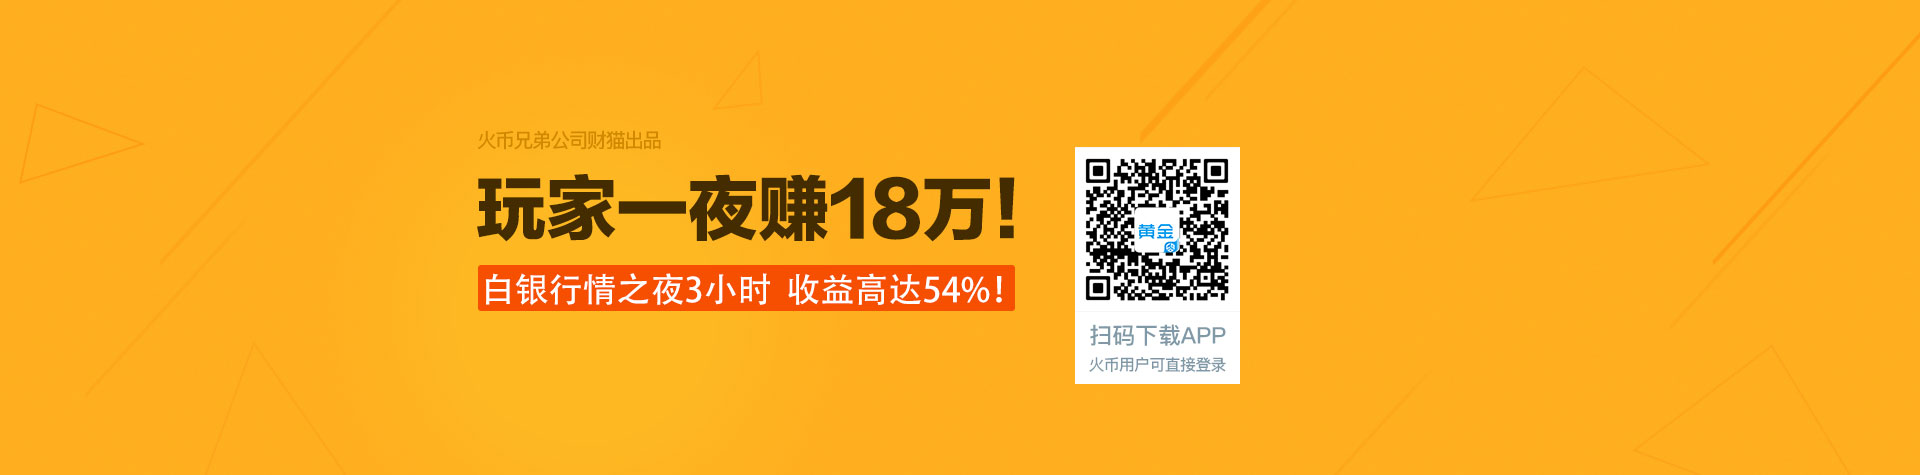 火币兄弟公司财猫出品
玩家一夜赚18万!
白银行情之夜3小时 收益高达54%!
黄金
扫码下载APP
火币用户可直接登录